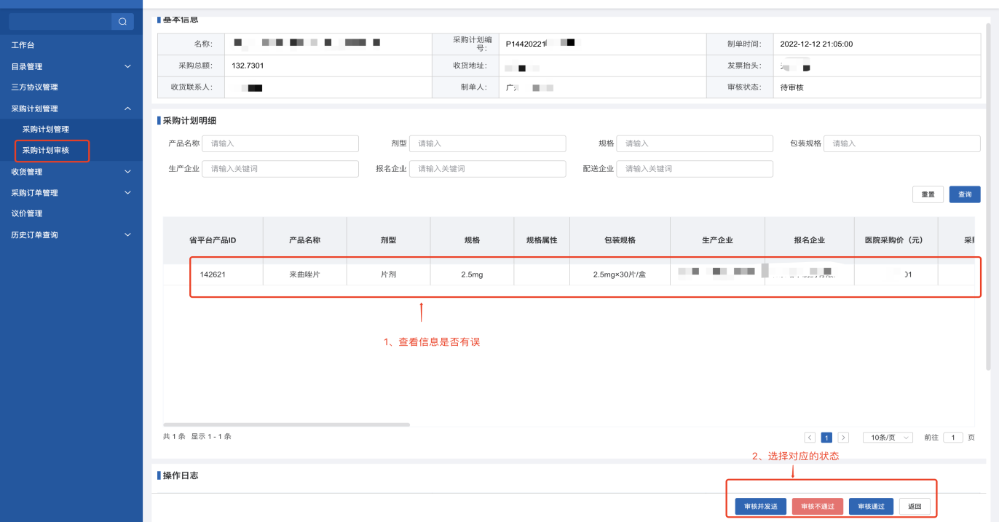 基本信息
名称:
采购计划编号:
P14420221
制单时间:
2022-12-12 21:05:00
采购总额:
132.7301
收货地址:
发票抬头:
收货联系人:
制单人:
广
审核状态:
待审核
工作台
目录管理
三方协议管理
采购计划管理
采购计划管理
采购计划审核
收货管理
采购订单管理
议价管理
历史订单查询
采购计划明细
产品名称 请输入
剂型 请输入
规格 请输入
包装规格 请输入
生产企业 请输入关键词
报名企业 请输入关键词
配送企业 请输入关键词
重置 查询
省平台产品ID 产品名称 剂型 规格 规格属性 包装规格 生产企业 报名企业 医院采购价（元） 采
142621 来曲唑片 片剂 2.5mg 2.5mg×30片/盒 01
1、查看信息是否有误
共 1 条 显示 1 - 1 条
1 10条/页 前往 1 页
2、选择对应的状态
操作日志
审核并发送 审核不通过 审核通过 返回